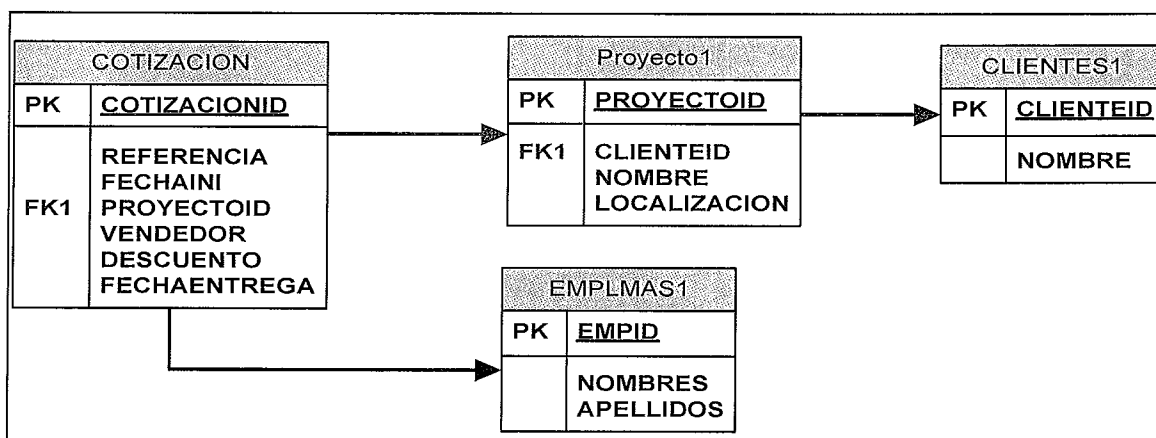 COTIZACION
PK COTIZACIONID
REFERENCIA
FECHAINI
FK1 PROYECTOID
VENDEDOR
DESCUENTO
FECHAENTREGA
Proyecto1
PK PROYECTOID
FK1 CLIENTEID
NOMBRE
LOCALIZACION
CLIENTES1
PK CLIENTEID
NOMBRE
EMPLMAS1
PK EMPID
NOMBRES
APELLIDOS